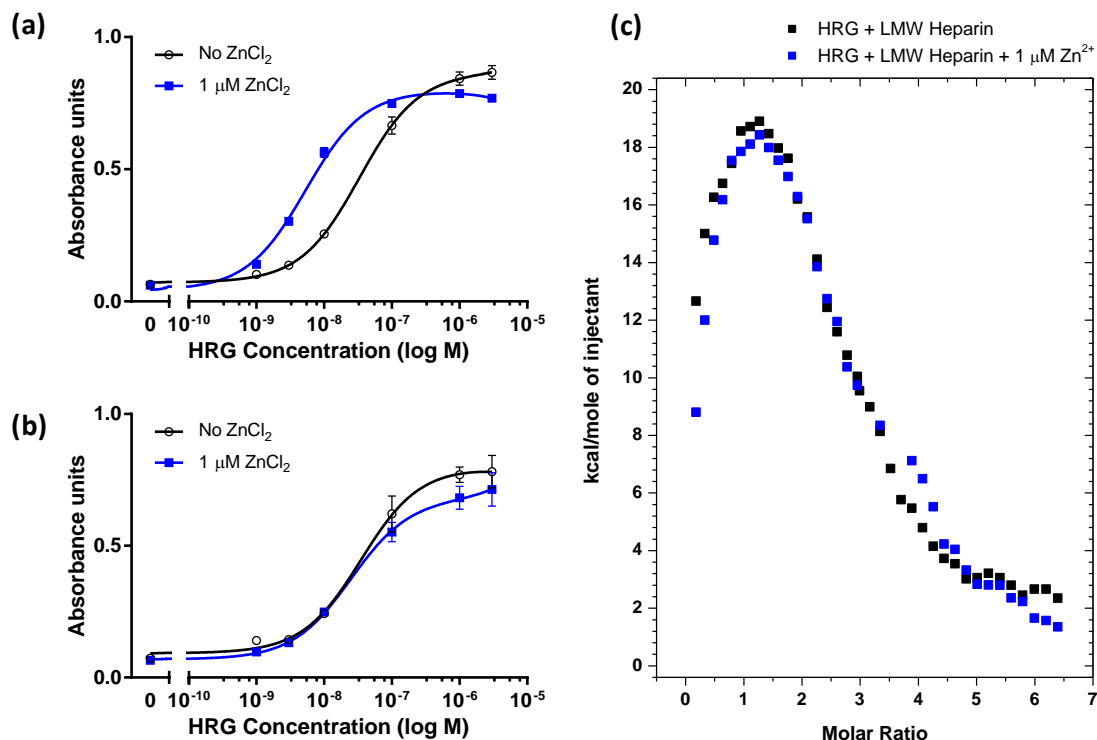 (a)
No ZnCl₂
1 μM ZnCl₂
Absorbance units
1.0
0.5
0.0
0 10⁻¹⁰ 10⁻⁹ 10⁻⁸ 10⁻⁷ 10⁻⁶ 10⁻⁵
HRG Concentration (log M)
(b)
No ZnCl₂
1 μM ZnCl₂
Absorbance units
1.0
0.5
0.0
0 10⁻¹⁰ 10⁻⁹ 10⁻⁸ 10⁻⁷ 10⁻⁶ 10⁻⁵
HRG Concentration (log M)
(c)
HRG + LMW Heparin
HRG + LMW Heparin + 1 μM Zn²⁺
kcal/mole of injectant
20
18
16
14
12
10
8
6
4
2
0
0 1 2 3 4 5 6 7
Molar Ratio